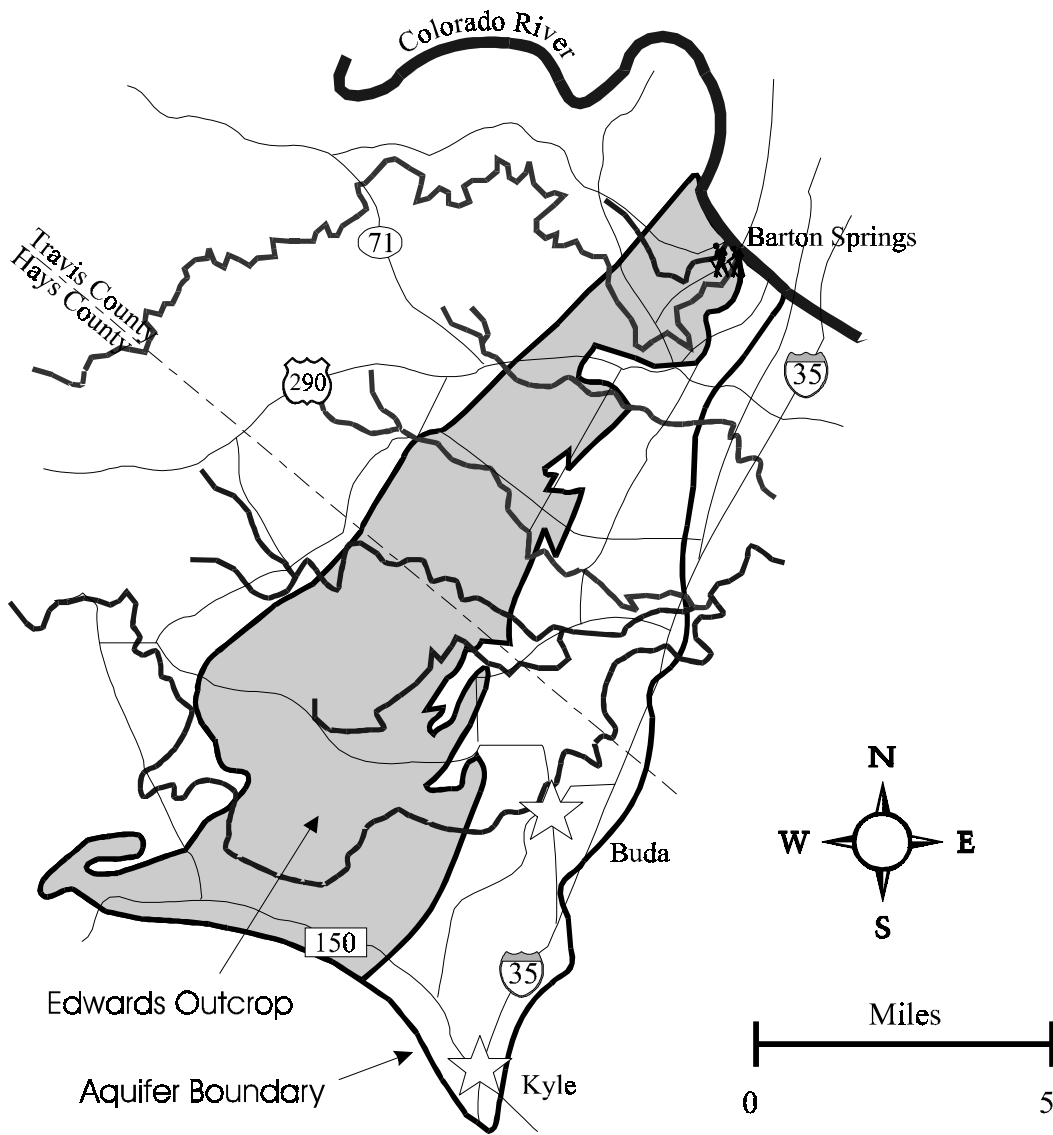 Colorado River
Barton Springs
71
Travis County
Hays County
290
35
N
W
E
S
Buda
150
35
Edwards Outcrop
Miles
Aquifer Boundary
Kyle
0
5